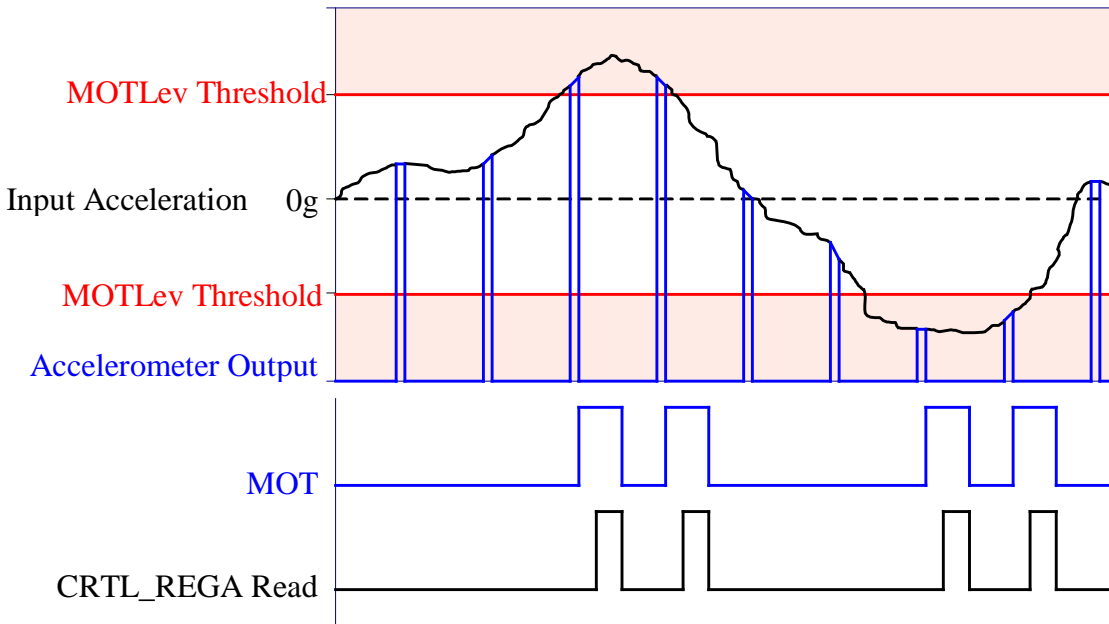 MOTLev Threshold
Input Acceleration 0g
MOTLev Threshold
Accelerometer Output
MOT
CRTL_REGA Read